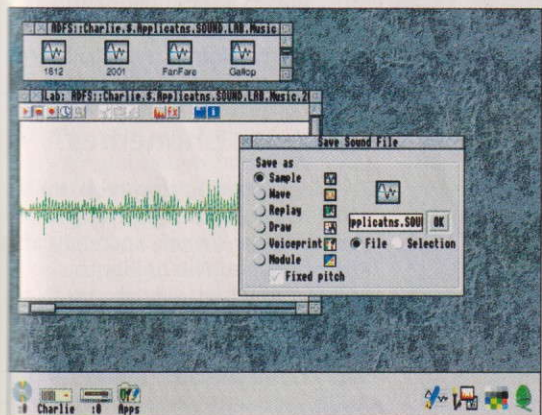 ADFS::Charlie.$.Applicatns.SOUND.LAB.Music
1812
2001
FanFare
Gallop
Lab: ADFS::Charlie.$.Applicatns.SOUND.LAB.Music.2
fx
Save Sound File
Save as
Sample
Wave
Replay
Draw
Voiceprint
Module
Fixed pitch
pplicatns.SOU
OK
File
Selection
:0
Charlie
:0
Apps